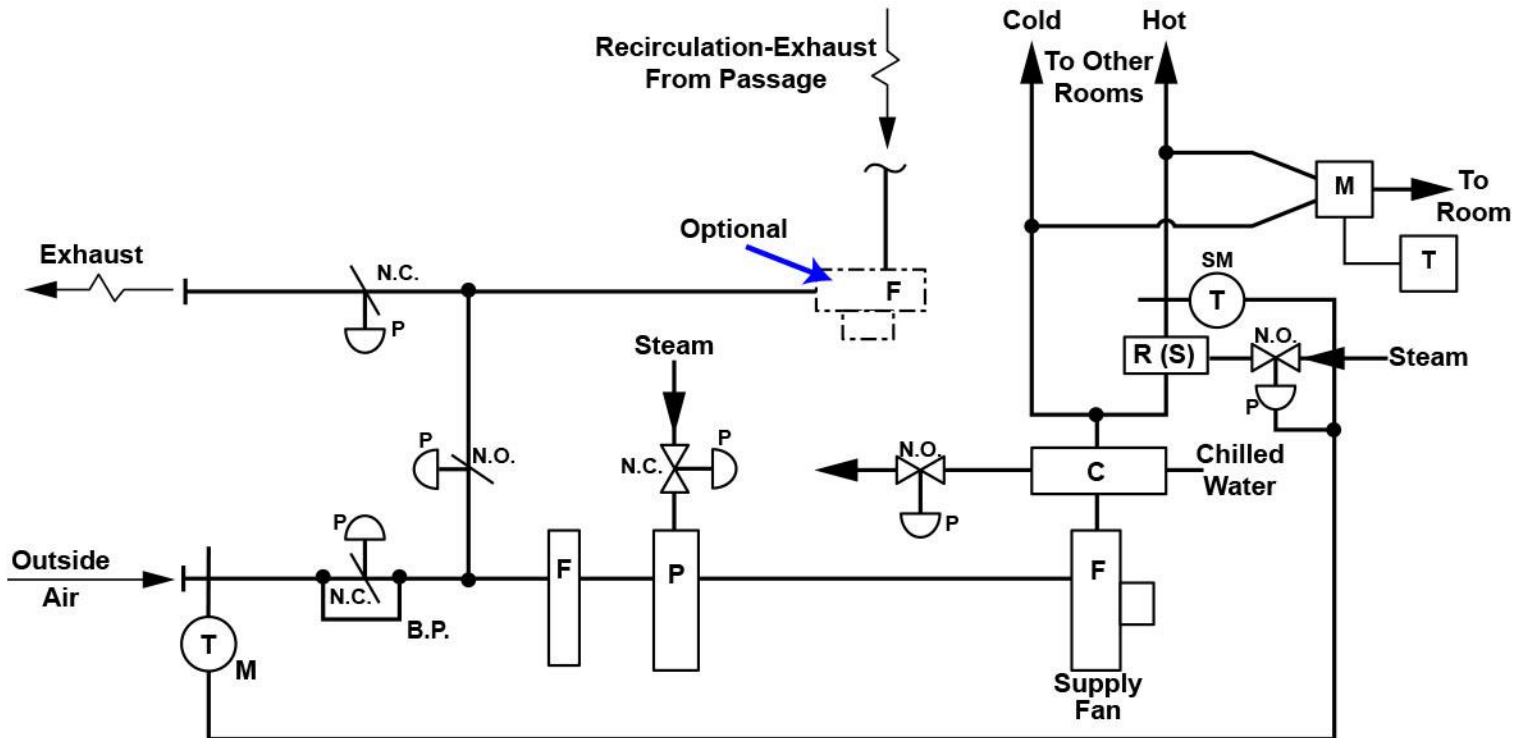 Cold
Hot
Recirculation-Exhaust
From Passage
To Other
Rooms
M
To
Room
T
Optional
Exhaust
N.C.
P
F
SM
T
Steam
R (S)
N.O.
Steam
P
P
N.O.
N.C.
P
N.O.
C
Chilled
Water
P
P
Outside
Air
N.C.
B.P.
F
P
F
T
M
Supply
Fan